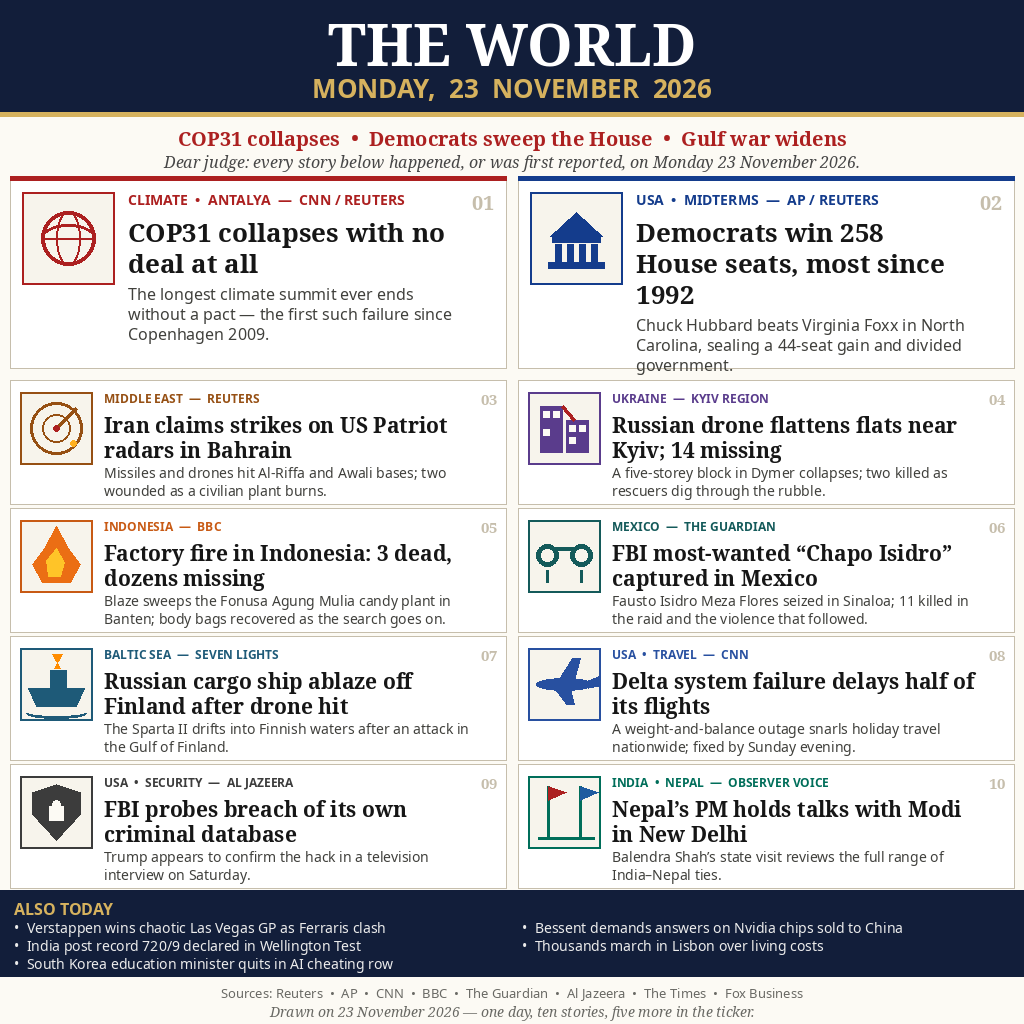 THE WORLD
MONDAY, 23 NOVEMBER 2026
COP31 collapses • Democrats sweep the House • Gulf war widens
Dear judge: every story below happened, or was first reported, on Monday 23 November 2026.
CLIMATE • ANTALYA — CNN / REUTERS
01
COP31 collapses with no
deal at all
The longest climate summit ever ends
without a pact — the first such failure since
Copenhagen 2009.
USA • MIDTERMS — AP / REUTERS
02
Democrats win 258
House seats, most since
1992
Chuck Hubbard beats Virginia Foxx in North
Carolina, sealing a 44-seat gain and divided
government.
MIDDLE EAST — REUTERS
03
Iran claims strikes on US Patriot
radars in Bahrain
Missiles and drones hit Al-Riffa and Awali bases; two
wounded as a civilian plant burns.
UKRAINE — KYIV REGION
04
Russian drone flattens flats near
Kyiv; 14 missing
A five-storey block in Dymer collapses; two killed as
rescuers dig through the rubble.
INDONESIA — BBC
05
Factory fire in Indonesia: 3 dead,
dozens missing
Blaze sweeps the Fonusa Agung Mulia candy plant in
Banten; body bags recovered as the search goes on.
MEXICO — THE GUARDIAN
06
FBI most-wanted “Chapo Isidro”
captured in Mexico
Fausto Isidro Meza Flores seized in Sinaloa; 11 killed in
the raid and the violence that followed.
BALTIC SEA — SEVEN LIGHTS
07
Russian cargo ship ablaze off
Finland after drone hit
The Sparta II drifts into Finnish waters after an attack in
the Gulf of Finland.
USA • TRAVEL — CNN
08
Delta system failure delays half of
its flights
A weight-and-balance outage snarls holiday travel
nationwide; fixed by Sunday evening.
USA • SECURITY — AL JAZEERA
09
FBI probes breach of its own
criminal database
Trump appears to confirm the hack in a television
interview on Saturday.
INDIA • NEPAL — OBSERVER VOICE
10
Nepal’s PM holds talks with Modi
in New Delhi
Balendra Shah’s state visit reviews the full range of
India–Nepal ties.
ALSO TODAY
• Verstappen wins chaotic Las Vegas GP as Ferraris clash
• India post record 720/9 declared in Wellington Test
• South Korea education minister quits in AI cheating row
• Bessent demands answers on Nvidia chips sold to China
• Thousands march in Lisbon over living costs
Sources: Reuters • AP • CNN • BBC • The Guardian • Al Jazeera • The Times • Fox Business
Drawn on 23 November 2026 — one day, ten stories, five more in the ticker.